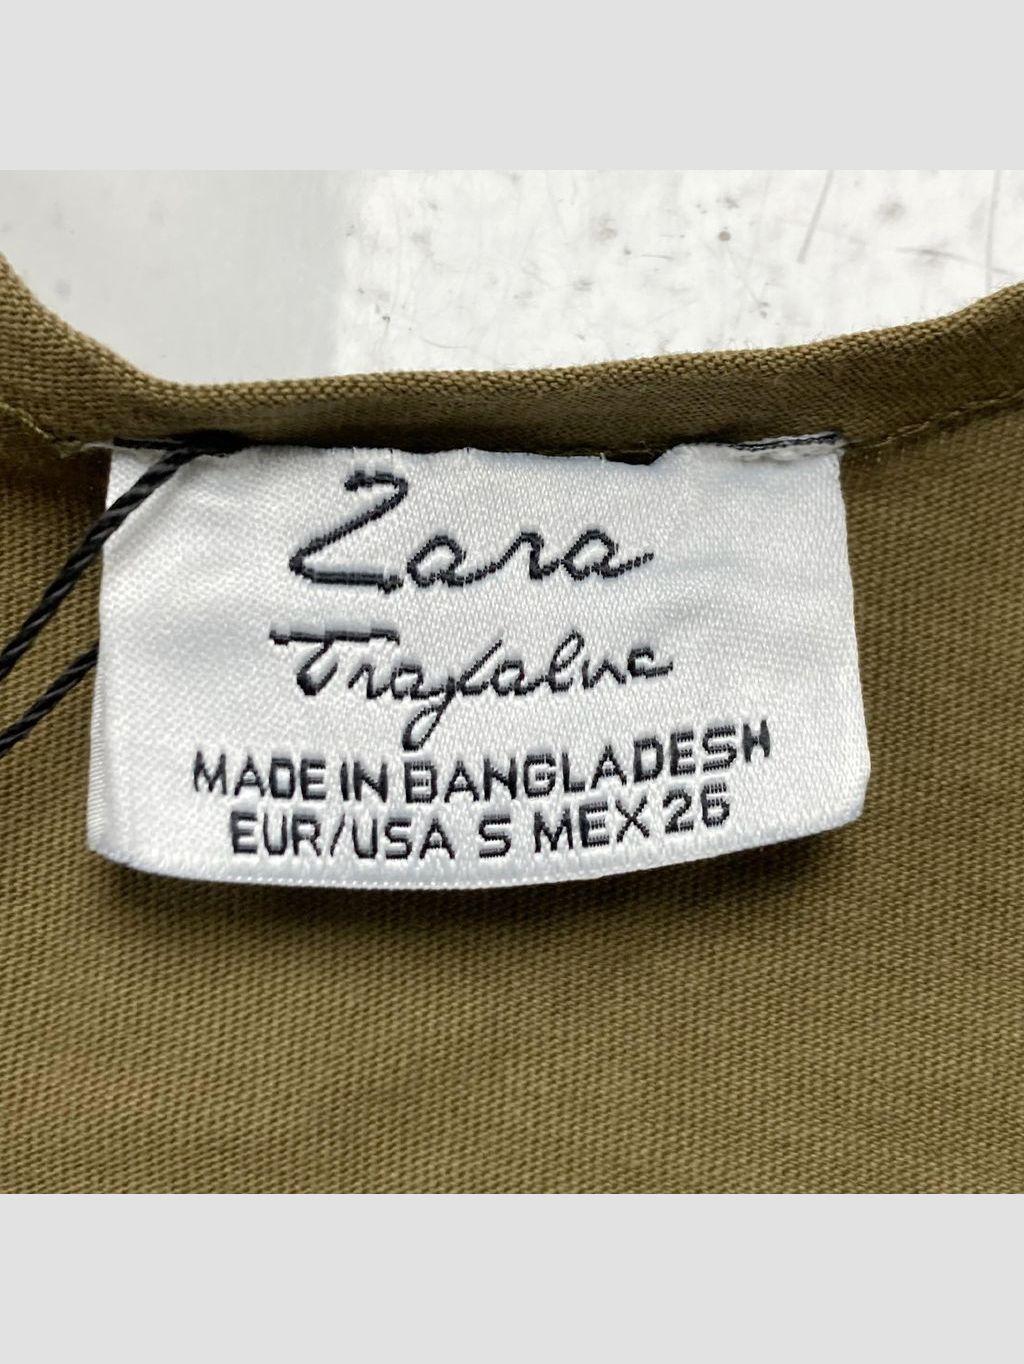 Zara
Trafaluc
MADE IN BANGLADESH
EUR/USA S MEX 26